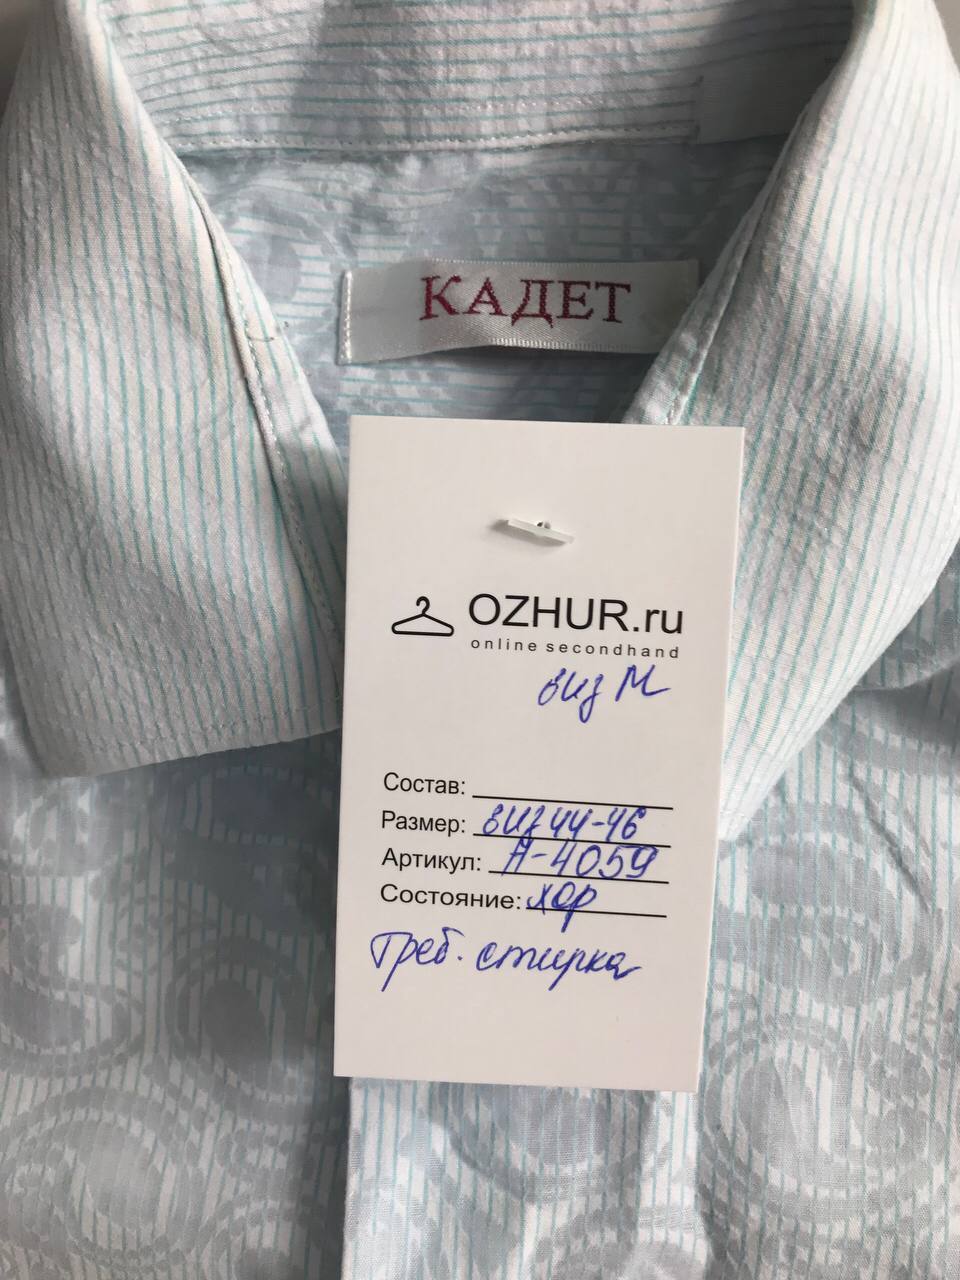 КАДЕТ
OZHUR.ru
online secondhand
виз M
Состав:
Размер: виз 44-46
Артикул: А-4059
Состояние: хор
Треб. стирка